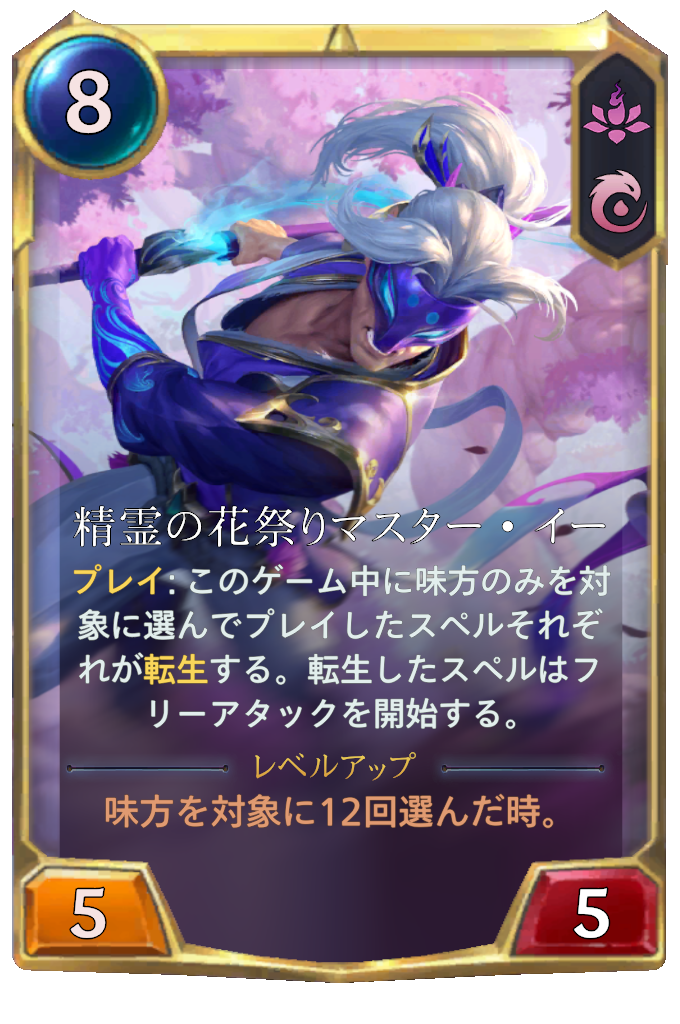 8
精霊の花祭りマスター・イー
プレイ: このゲーム中に味方のみを対
象に選んでプレイしたスペルそれぞ
れが転生する。転生したスペルはフ
リーアタックを開始する。
レベルアップ
味方を対象に12回選んだ時。
5
5